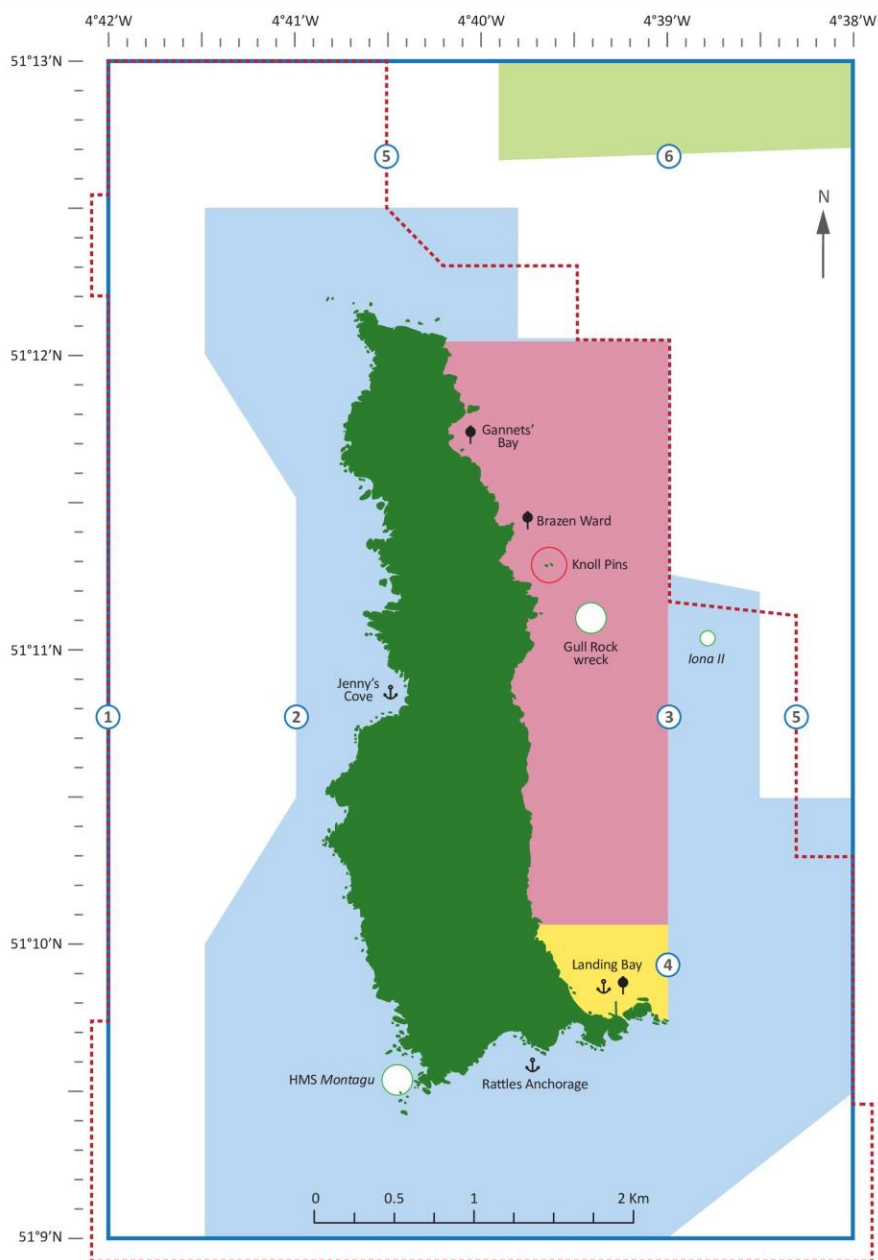 4°42’W 4°41’W 4°40’W 4°39’W 4°38’W
51°13’N
5
6
N
51°12’N
Gannets’
Bay
Brazen Ward
Knoll Pins
51°11’N
Gull Rock
wreck
Iona II
Jenny’s
Cove
1
2
3
5
51°10’N
Landing Bay
4
HMS Montagu
Rattles Anchorage
0 0.5 1 2 Km
51°9’N